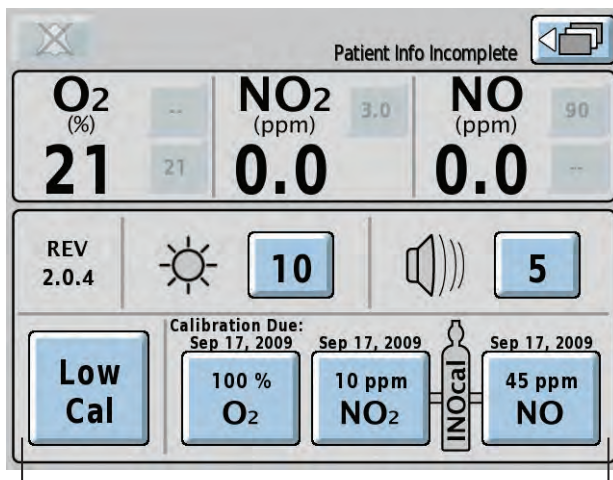 Patient Info Incomplete
O2 -- NO2 3.0 NO 90
(%) (ppm) (ppm)
21 21 0.0 0.0 --
REV
2.0.4
10
5
Calibration Due:
Sep 17, 2009 Sep 17, 2009 Sep 17, 2009
Low
Cal
100 %
O2
10 ppm
NO2
INOcal
45 ppm
NO